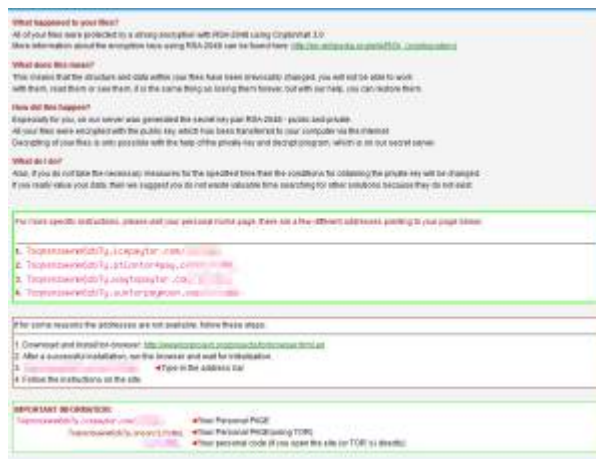 What happened to your files?
All of your files were protected by a strong encryption with RSA-2048 using CryptoWall 3.0
More information about the encryption keys using RSA-2048 can be found here:
What does this mean?
This means that the structure and data within your files have been irrevocably changed, you will not be able to work
with them, read them or see them, it is the same thing as losing them forever, but with our help, you can restore them.
How did this happen?
Especially for you, on our server was generated the secret key pair RSA-2048 - public and private.
All your files were encrypted with the public key, which has been transferred to your computer via the Internet.
Decrypting of your files is only possible with the help of the private key and decrypt program, which is on our secret server.
What do I do?
Alas, if you do not take the necessary measures for the specified time then the conditions for obtaining the private key will be changed.
If you really value your data, then we suggest you do not waste valuable time searching for other solutions because they do not exist.
For more specific instructions, please visit your personal home page, there are a few different addresses pointing to your page below:
1.
2.
3.
4.
If for some reasons the addresses are not available, follow these steps:
1 Download and install tor-browser:
2 After a successful installation, run the browser and wait for initialization.
3 ◄Type in the address bar
4 Follow the instructions on the site.
IMPORTANT INFORMATION:
◄Your Personal PAGE
◄Your Personal PAGE(using TOR)
◄Your personal code (if you open the site (or TOR 's) directly)